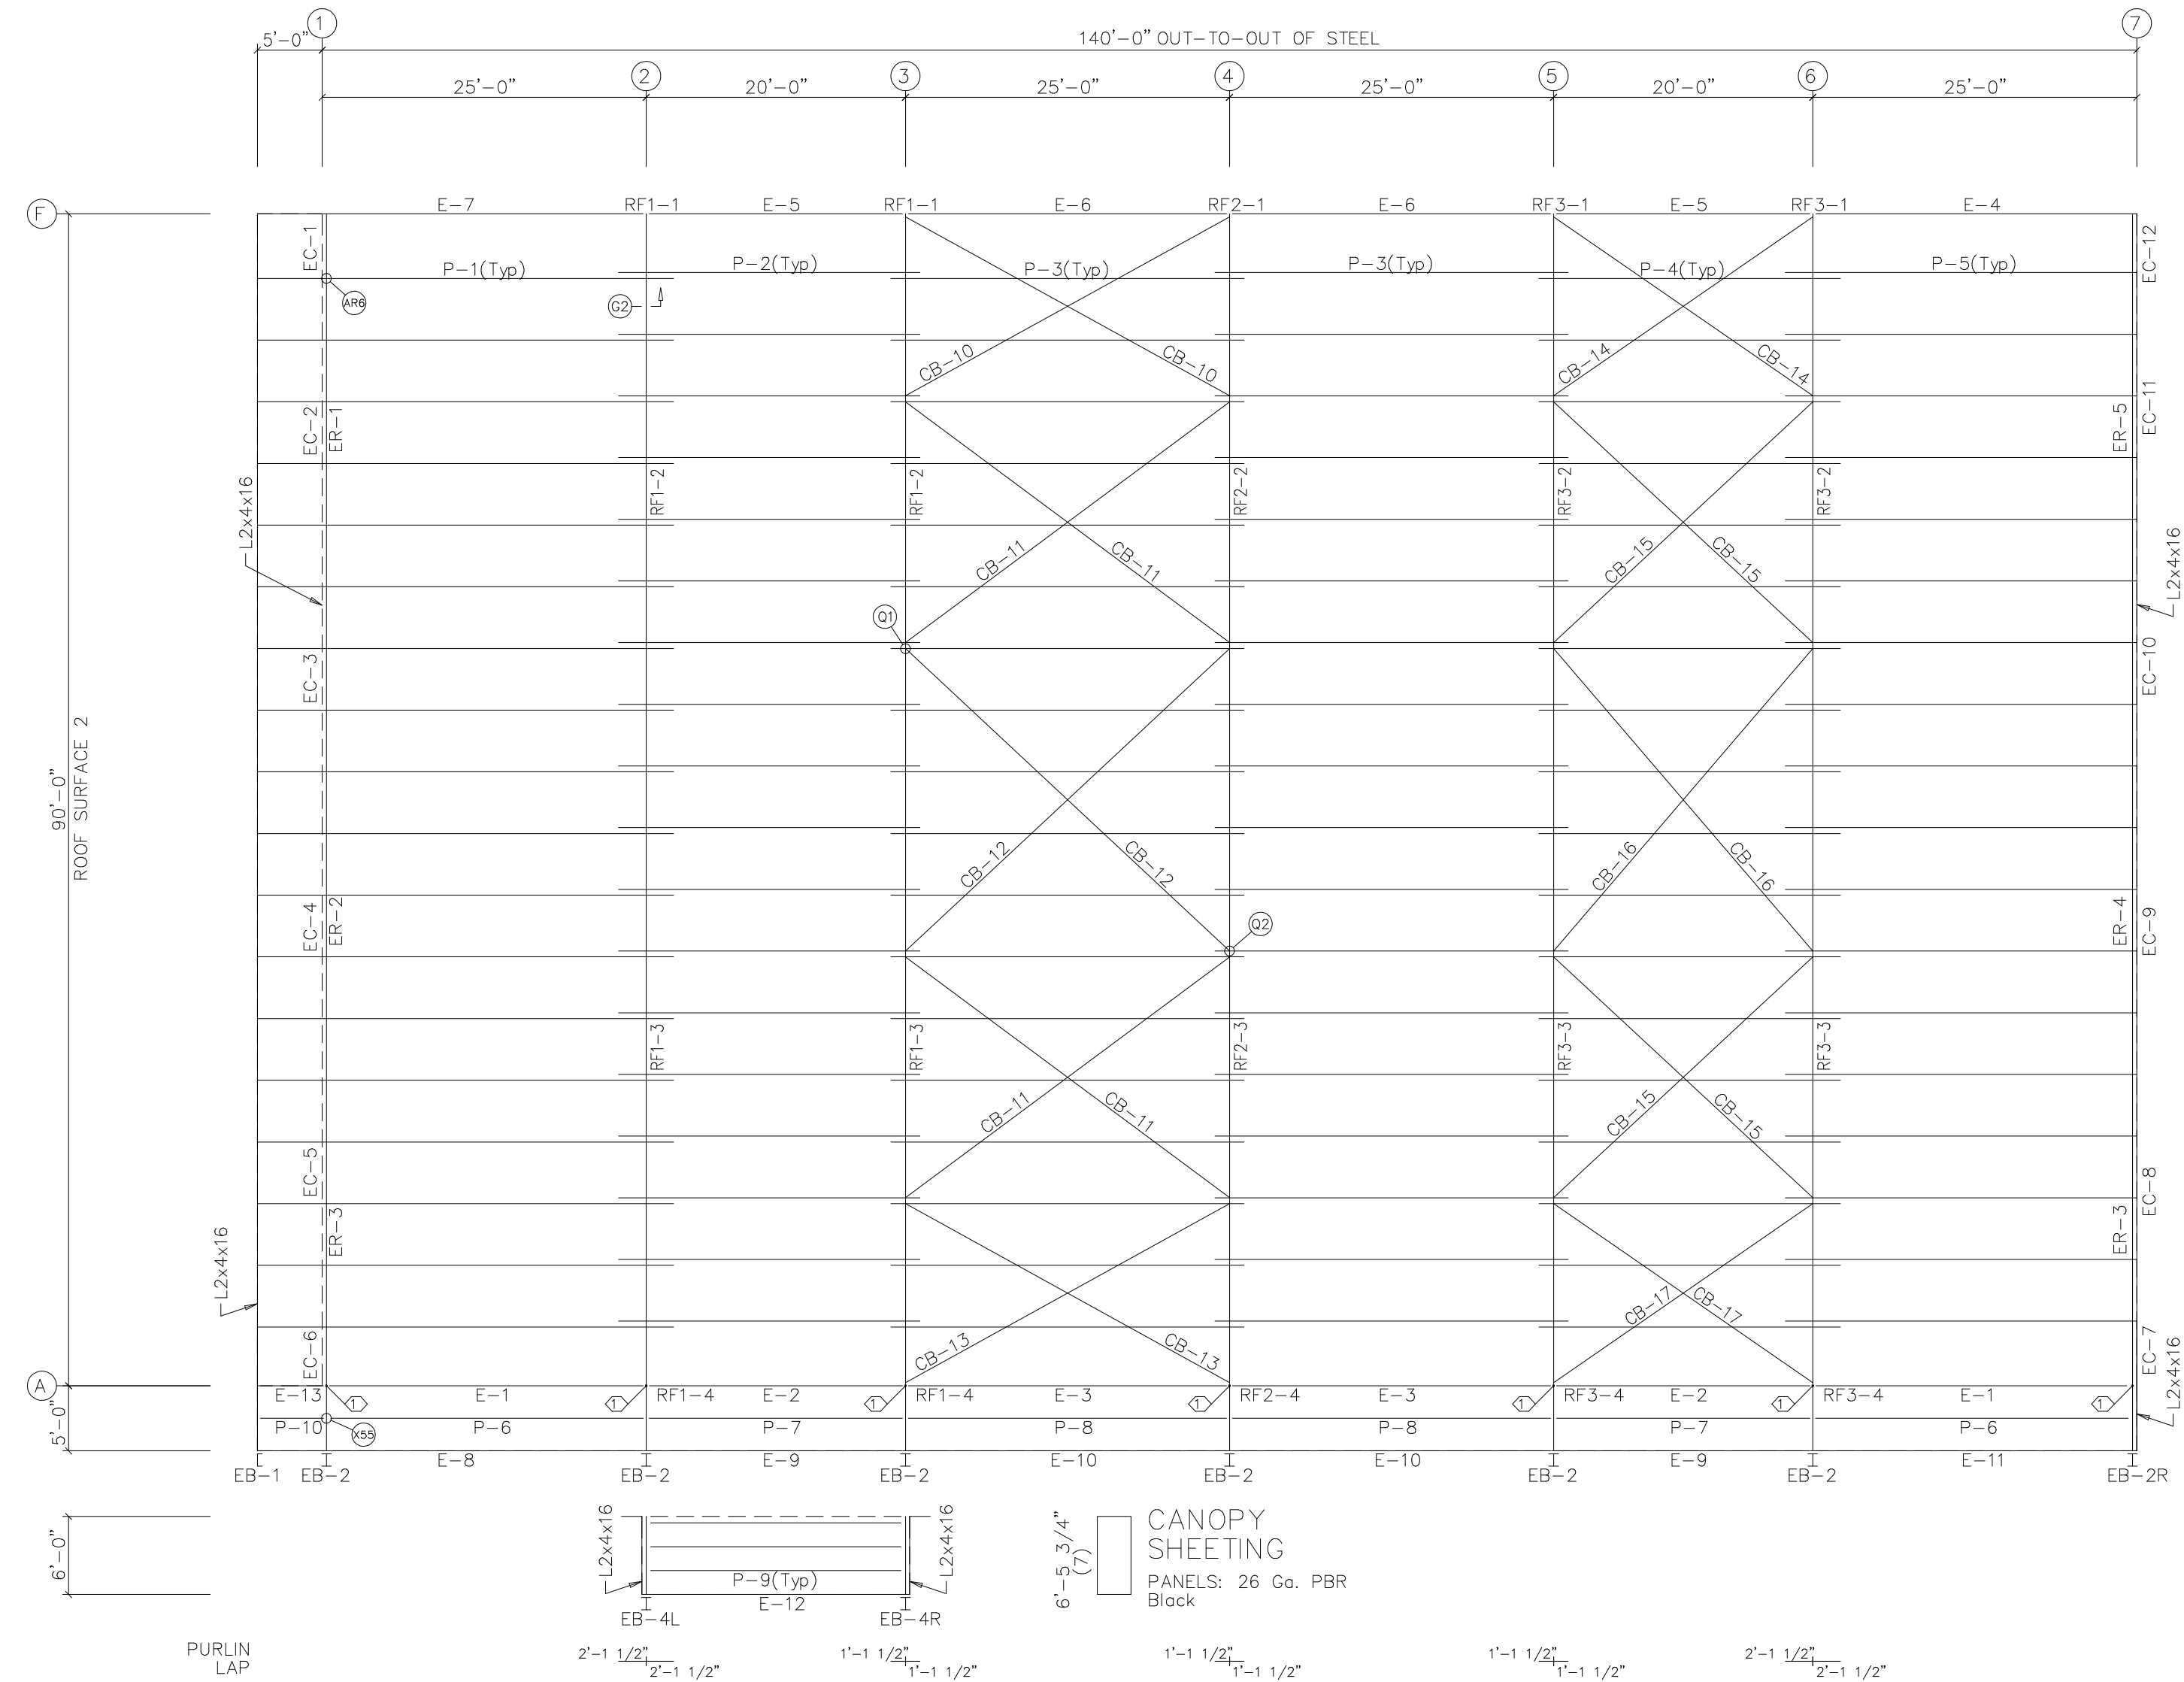 1
7
5'-0"
140'-0" OUT-TO-OUT OF STEEL
2
3
4
5
6
25'-0"
20'-0"
25'-0"
25'-0"
20'-0"
25'-0"
F
E-7
RF1-1
E-5
RF1-1
E-6
RF2-1
E-6
RF3-1
E-5
RF3-1
E-4
EC-1
EC-12
P-1(Typ)
P-2(Typ)
P-3(Typ)
P-3(Typ)
P-4(Typ)
P-5(Typ)
AR6
G2
CB-10
CB-10
CB-14
CB-14
EC-2
ER-1
ER-5
EC-11
L2x4x16
RF1-2
RF1-2
RF2-2
RF3-2
RF3-2
CB-11
CB-11
CB-15
CB-15
L2x4x16
Q1
EC-3
EC-10
90'-0"
ROOF SURFACE 2
CB-12
CB-12
CB-16
CB-16
EC-4
ER-2
Q2
ER-4
EC-9
RF1-3
RF1-3
RF2-3
RF3-3
RF3-3
CB-11
CB-11
CB-15
CB-15
EC-5
EC-8
ER-3
ER-3
L2x4x16
CB-13
CB-13
CB-17
CB-17
EC-6
EC-7
L2x4x16
A
E-13
1
E-1
1
RF1-4
E-2
1
RF1-4
E-3
1
RF2-4
E-3
1
RF3-4
E-2
1
RF3-4
E-1
1
5'-0"
P-10
X55
P-6
P-7
P-8
P-8
P-7
P-6
E-8
E-9
E-10
E-10
E-9
E-11
EB-1
EB-2
EB-2
EB-2
EB-2
EB-2
EB-2
EB-2R
6'-0"
L2x4x16
L2x4x16
P-9(Typ)
E-12
EB-4L
EB-4R
6'-5 3/4"
(7)
CANOPY
SHEETING
PANELS: 26 Ga. PBR
Black
PURLIN
LAP
2'-1 1/2"
2'-1 1/2"
1'-1 1/2"
1'-1 1/2"
1'-1 1/2"
1'-1 1/2"
1'-1 1/2"
1'-1 1/2"
2'-1 1/2"
2'-1 1/2"